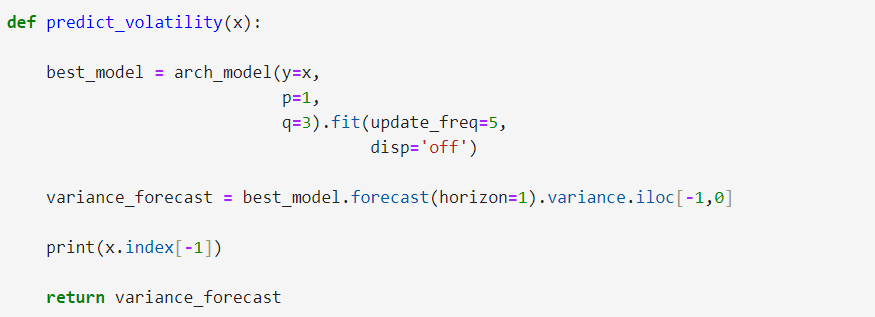 def predict_volatility(x):
    best_model = arch_model(y=x,
                            p=1,
                            q=3).fit(update_freq=5,
                                     disp='off')
    variance_forecast = best_model.forecast(horizon=1).variance.iloc[-1,0]
    print(x.index[-1])
    return variance_forecast